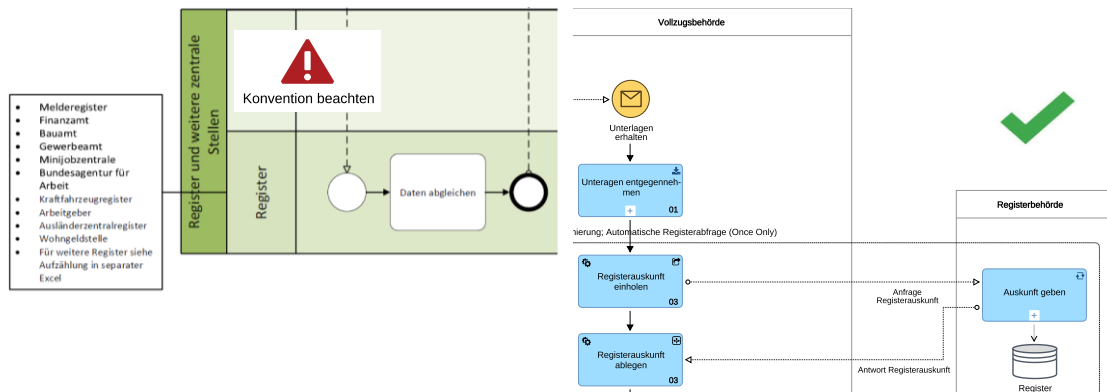 Melderegister
Finanzamt
Bauamt
Gewerbeamt
Minijobzentrale
Bundesagentur für
Arbeit
Kraftfahrzeugregister
Arbeitgeber
Ausländerzentralregister
Wohngeldstelle
Für weitere Register siehe
Aufzählung in separater
Excel
Register und weitere zentrale
Stellen
Konvention beachten
Register
Daten abgleichen
Vollzugsbehörde
Unterlagen
erhalten
Unteragen entgegenneh-
men
01
nierung; Automatische Registerabfrage (Once Only)
Registerauskunft
einholen
03
Registerauskunft
ablegen
03
Anfrage
Registerauskunft
Antwort Registerauskunft
Registerbehörde
Auskunft geben
Register